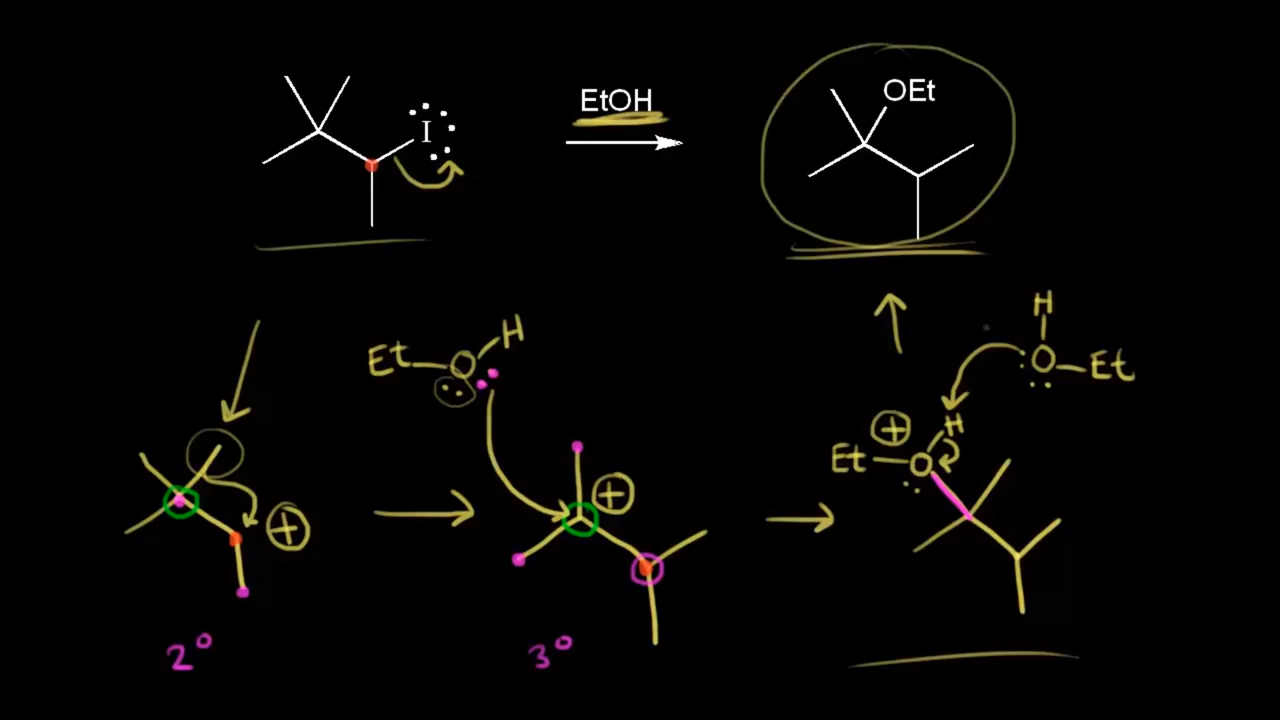 I
EtOH
OEt
Et O H
H
O Et
+
+
+
H
Et O
2°
3°